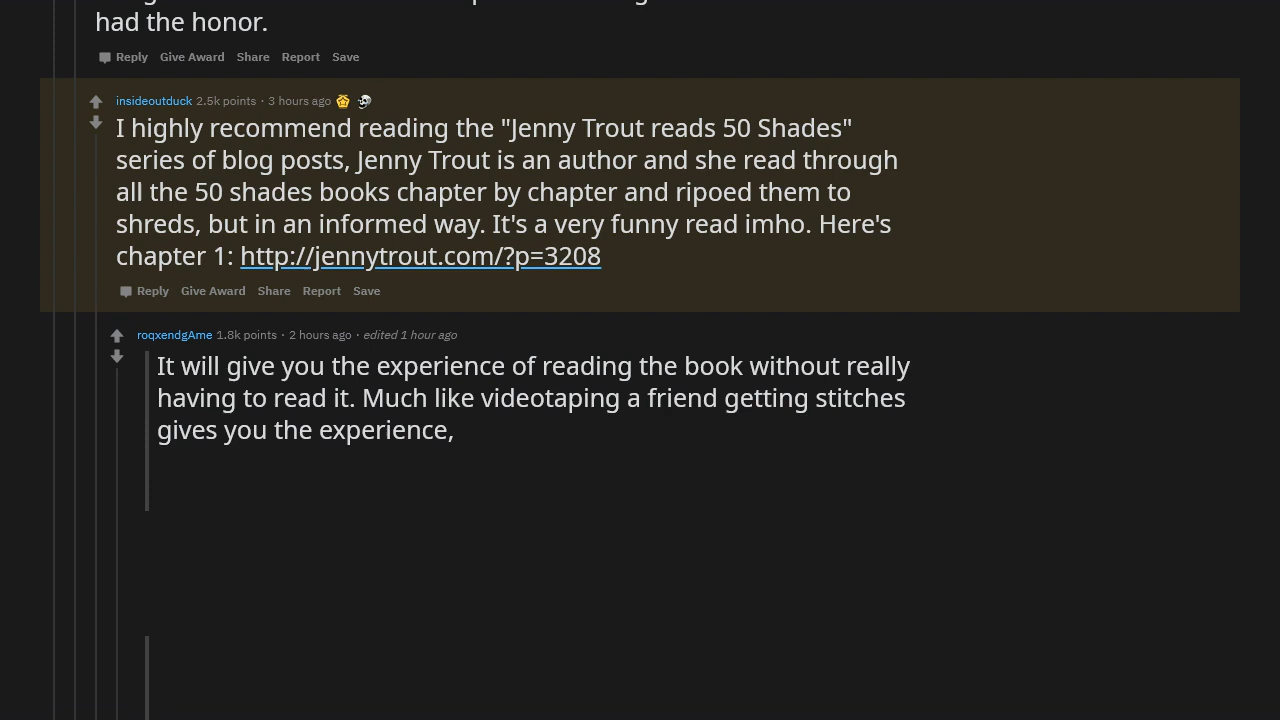 had the honor.
Reply Give Award Share Report Save
insideoutduck 2.5k points · 3 hours ago
I highly recommend reading the "Jenny Trout reads 50 Shades"
series of blog posts, Jenny Trout is an author and she read through
all the 50 shades books chapter by chapter and ripoed them to
shreds, but in an informed way. It's a very funny read imho. Here's
chapter 1: http://jennytrout.com/?p=3208
Reply Give Award Share Report Save
roqxendgAme 1.8k points · 2 hours ago · edited 1 hour ago
It will give you the experience of reading the book without really
having to read it. Much like videotaping a friend getting stitches
gives you the experience,